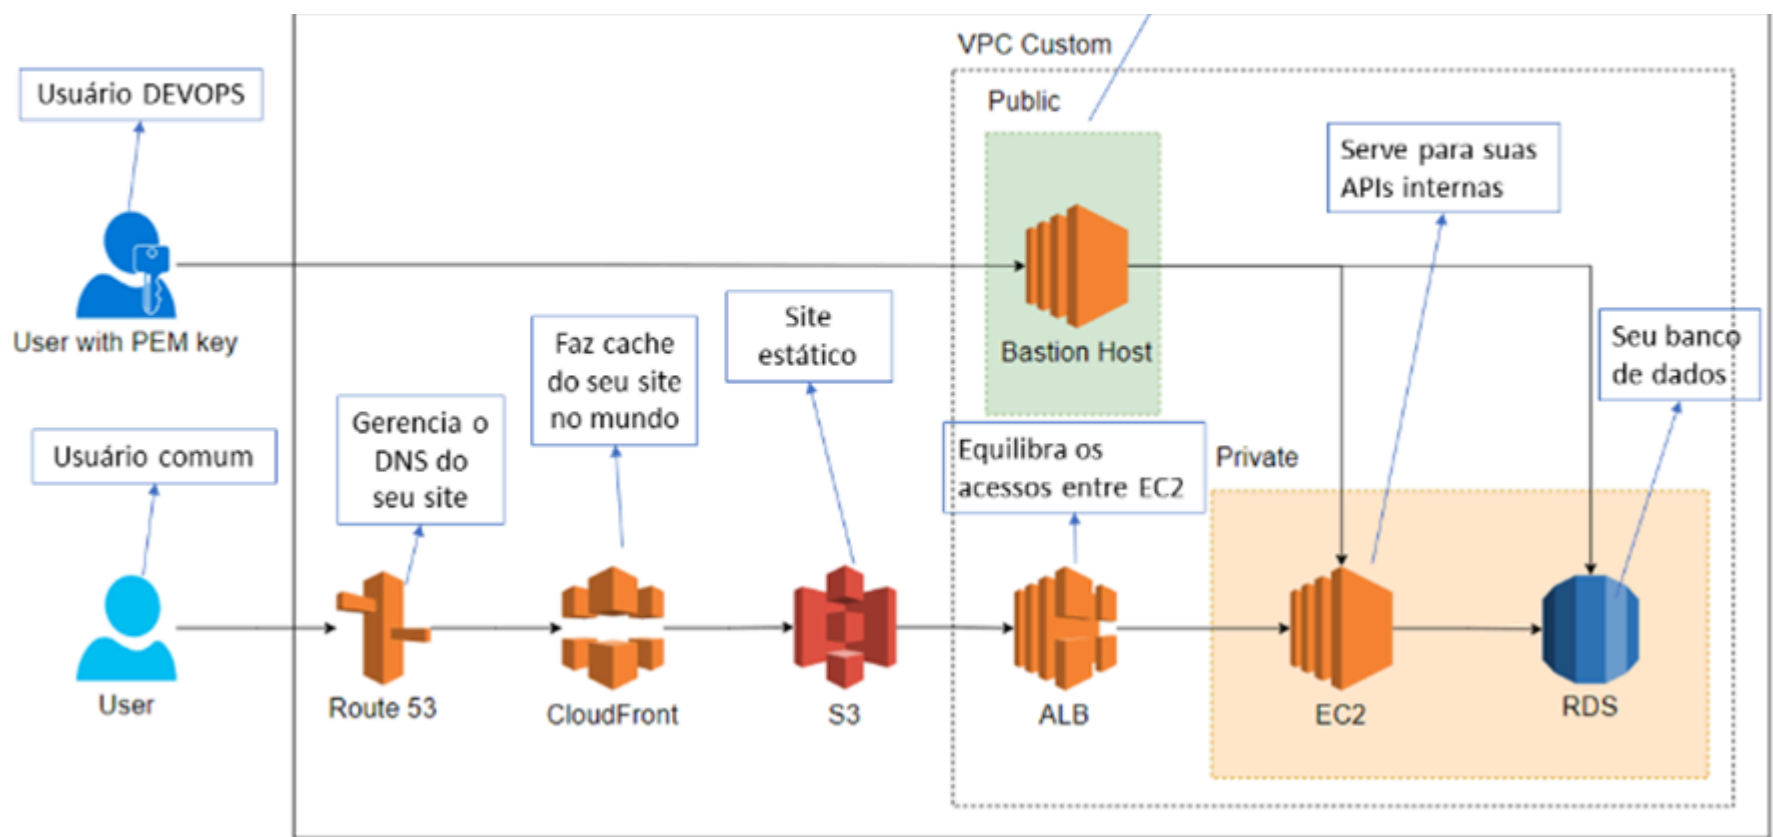 VPC Custom
Usuário DEVOPS
Public
Serve para suas
APIs internas
User with PEM key
Bastion Host
Site
estático
Faz cache
do seu site
no mundo
Seu banco
de dados
Gerencia o
DNS do
seu site
Usuário comum
Equilibra os
acessos entre EC2
Private
User
Route 53
CloudFront
S3
ALB
EC2
RDS